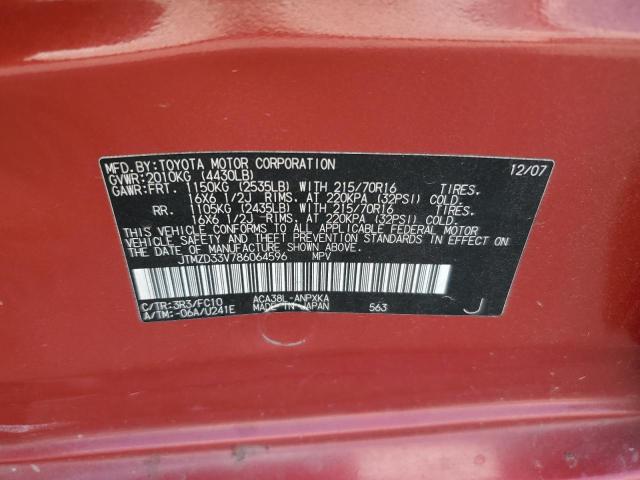 MFD.BY:TOYOTA MOTOR CORPORATION 12/07
GVWR:2010KG (4430LB)
GAWR:FRT. 1150KG (2535LB) WITH 215/70R16 TIRES.
16X6 1/2J RIMS. AT 220KPA (32PSI) COLD.
RR. 1105KG (2435LB) WITH 215/70R16 TIRES.
16X6 1/2J RIMS. AT 220KPA (32PSI) COLD.
THIS VEHICLE CONFORMS TO ALL APPLICABLE FEDERAL MOTOR
VEHICLE SAFETY AND THEFT PREVENTION STANDARDS IN EFFECT ON
THE DATE OF MANUFACTURE SHOWN ABOVE.
JTMZD33V786064596 MPV
C/TR:3R3/FC10 ACA38L-ANPXKA
A/TM:-06A/U241E MADE IN JAPAN 563 J